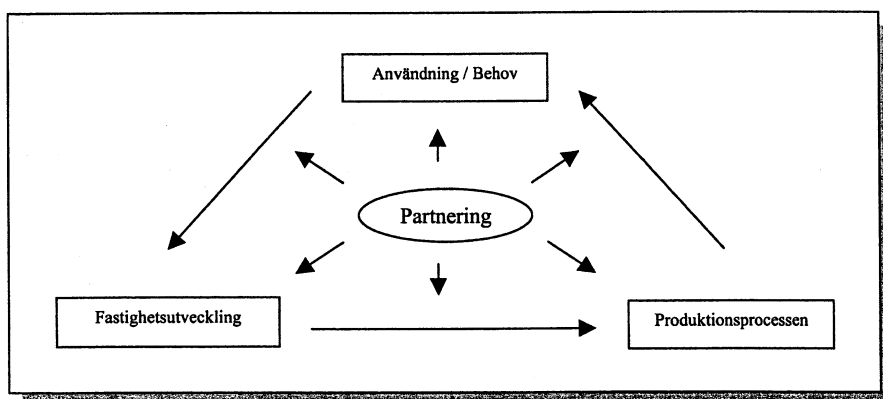 Användning / Behov
Partnering
Fastighetsutveckling
Produktionsprocessen